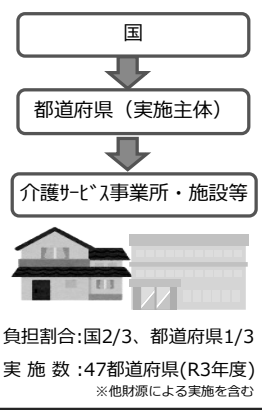 国
都道府県（実施主体）
介護ｻｰﾋﾞｽ事業所・施設等
負担割合:国2/3、都道府県1/3
実 施 数 :47都道府県(R3年度)
※他財源による実施を含む